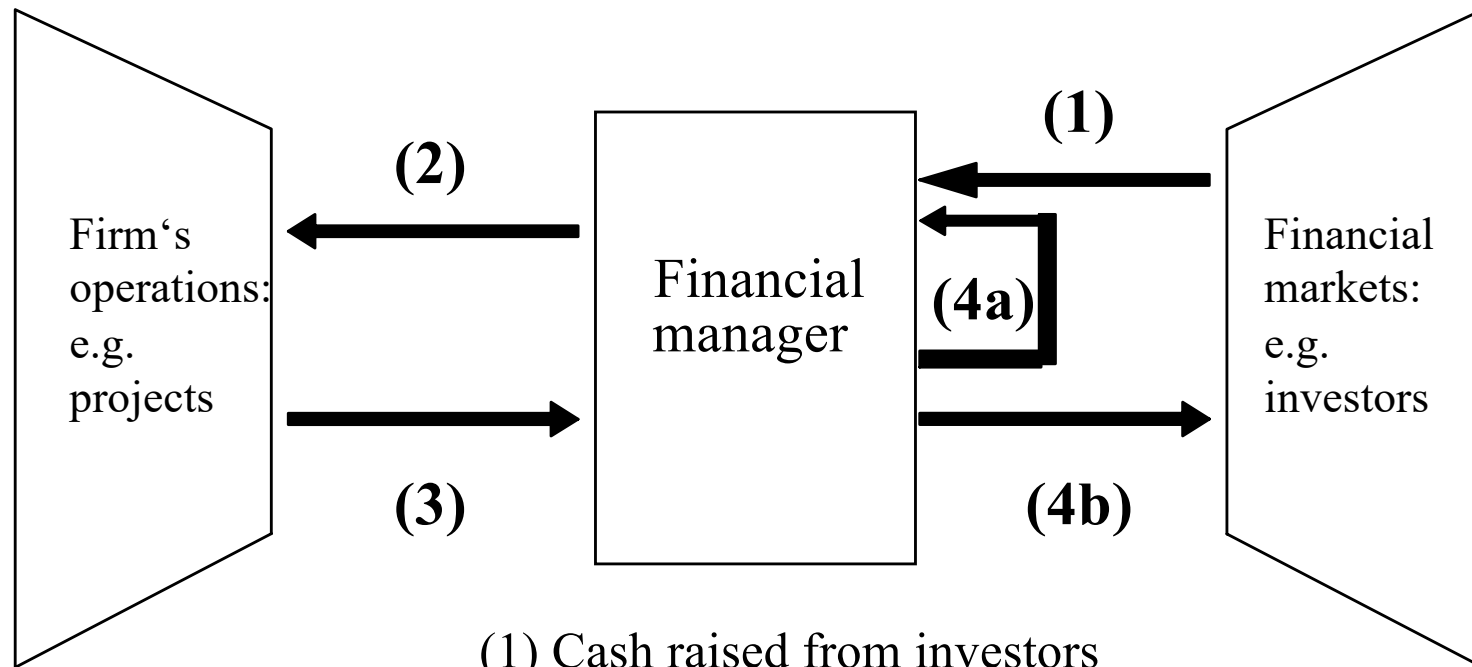 (1)
(2)
Firm‘s
operations:
e.g.
projects
Financial
manager
(4a)
Financial
markets:
e.g.
investors
(3)
(4b)
(1) Cash raised from investors